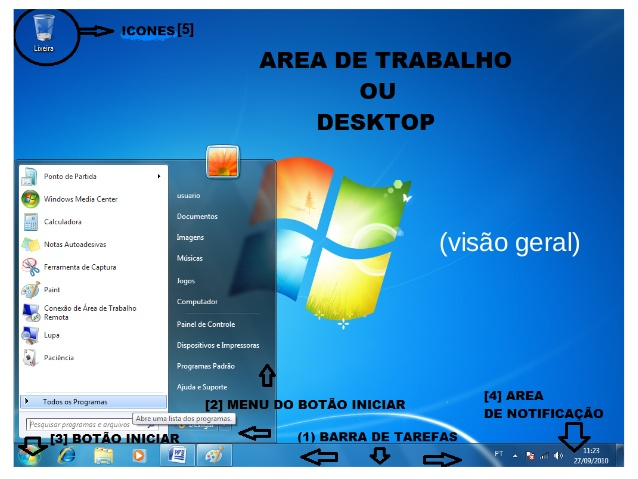 Lixeira
ICONES [5]
AREA DE TRABALHO
OU
DESKTOP
(visão geral)
Ponto de Partida
Windows Media Center
Calculadora
Notas Autoadesivas
Ferramenta de Captura
Paint
Conexão de Área de Trabalho
Remota
Lupa
Paciência
Todos os Programas
Pesquisar programas e arquivos
Abre uma lista dos programas.
usuario
Documentos
Imagens
Músicas
Jogos
Computador
Painel de Controle
Dispositivos e Impressoras
Programas Padrão
Ajuda e Suporte
[2] MENU DO BOTÃO INICIAR
[4] AREA
DE NOTIFICAÇÃO
[3] BOTÃO INICIAR
(1) BARRA DE TAREFAS
PT
11:23
27/09/2010